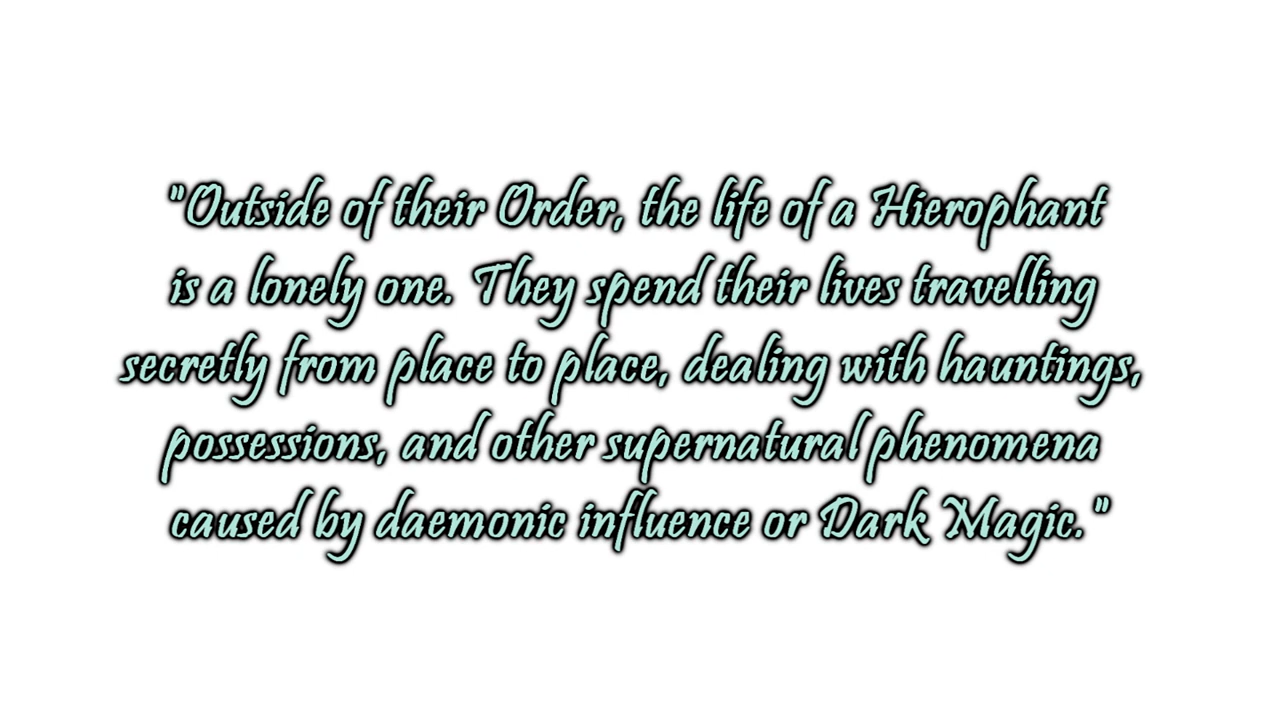 "Outside of their Order, the life of a Hierophant
is a lonely one. They spend their lives travelling
secretly from place to place, dealing with hauntings,
possessions, and other supernatural phenomena
caused by daemonic influence or Dark Magic."